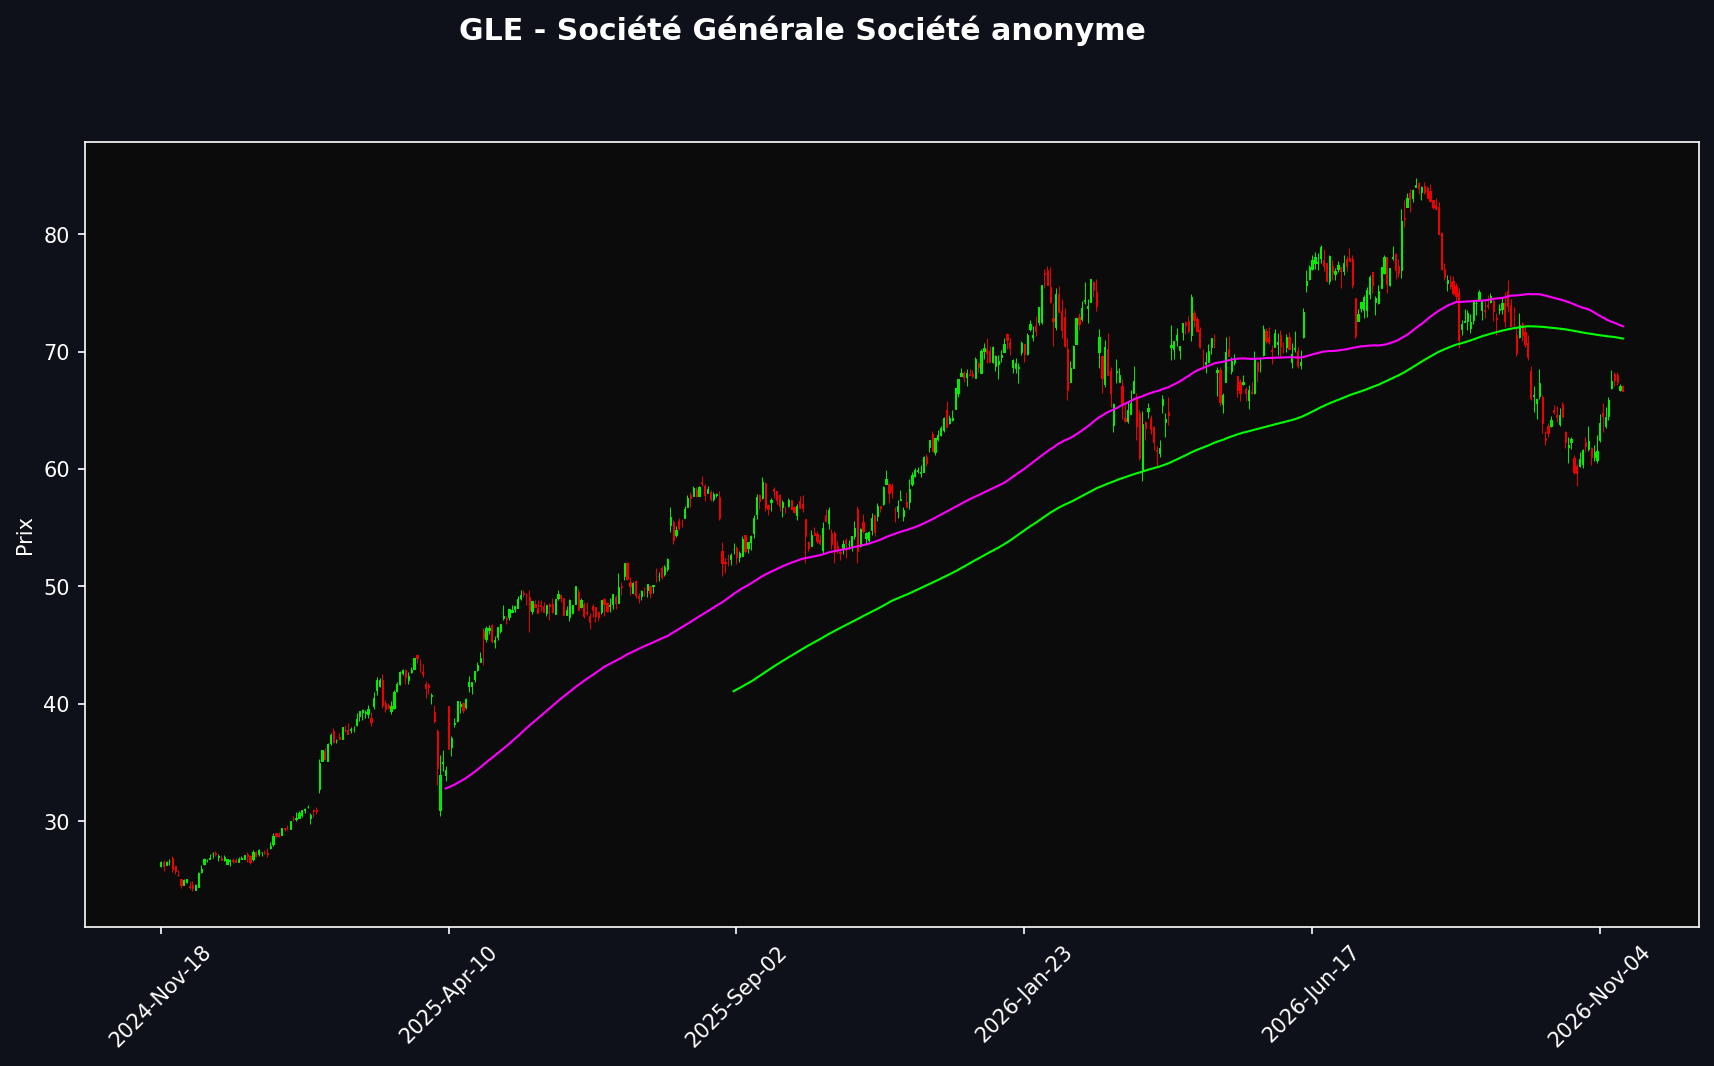 GLE - Société Générale Société anonyme
Prix
80
70
60
50
40
30
2024-Nov-18
2025-Apr-10
2025-Sep-02
2026-Jan-23
2026-Jun-17
2026-Nov-04